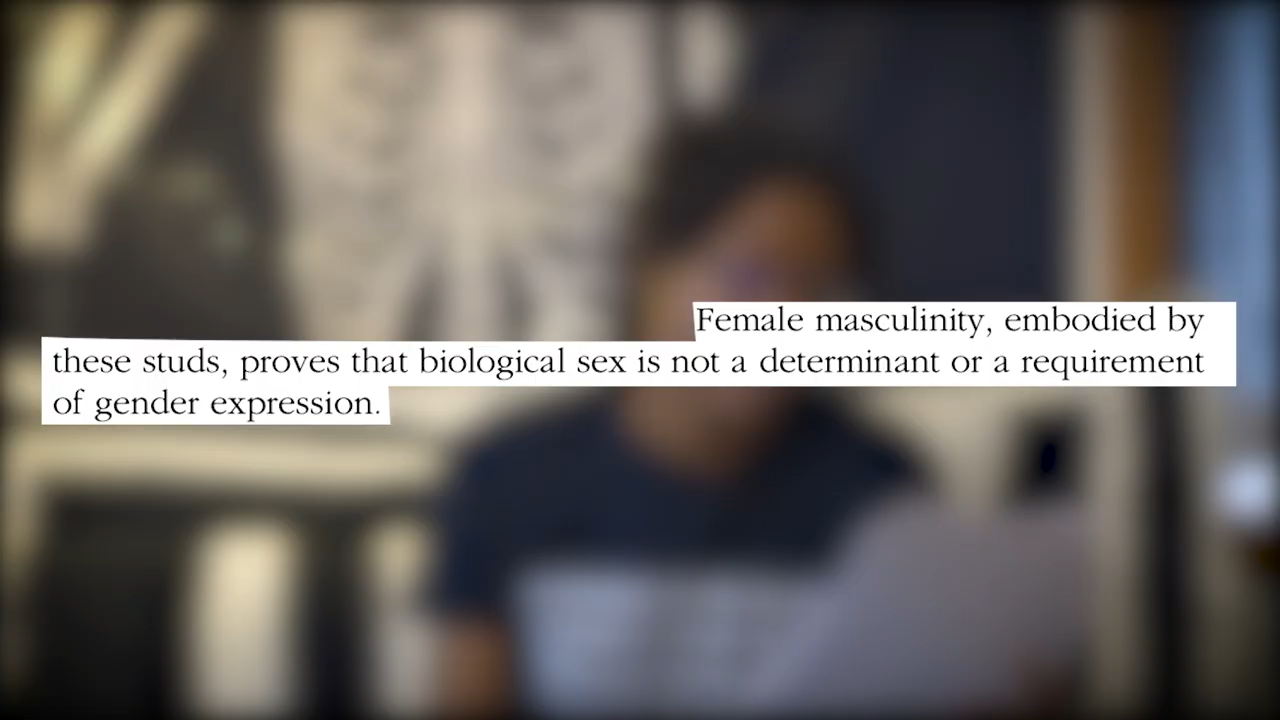 Female masculinity, embodied by
these studs, proves that biological sex is not a determinant or a requirement
of gender expression.